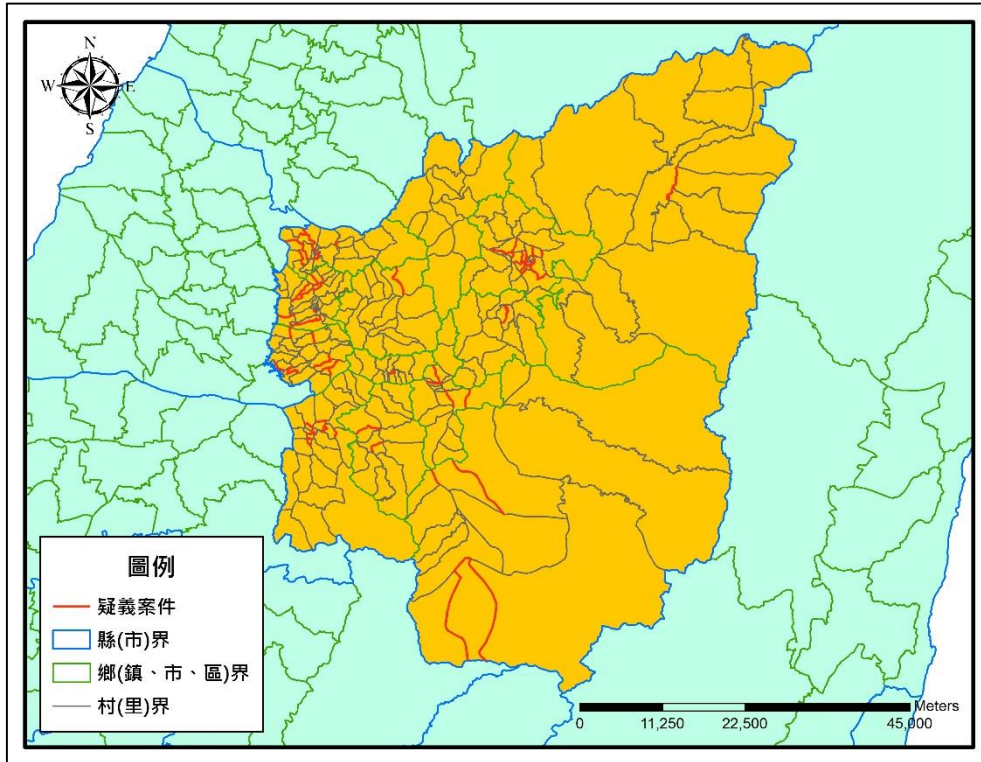 N
W E
S
圖例
疑義案件
縣(市)界
鄉(鎮、市、區)界
村(里)界
Meters
0 11,250 22,500 45,000